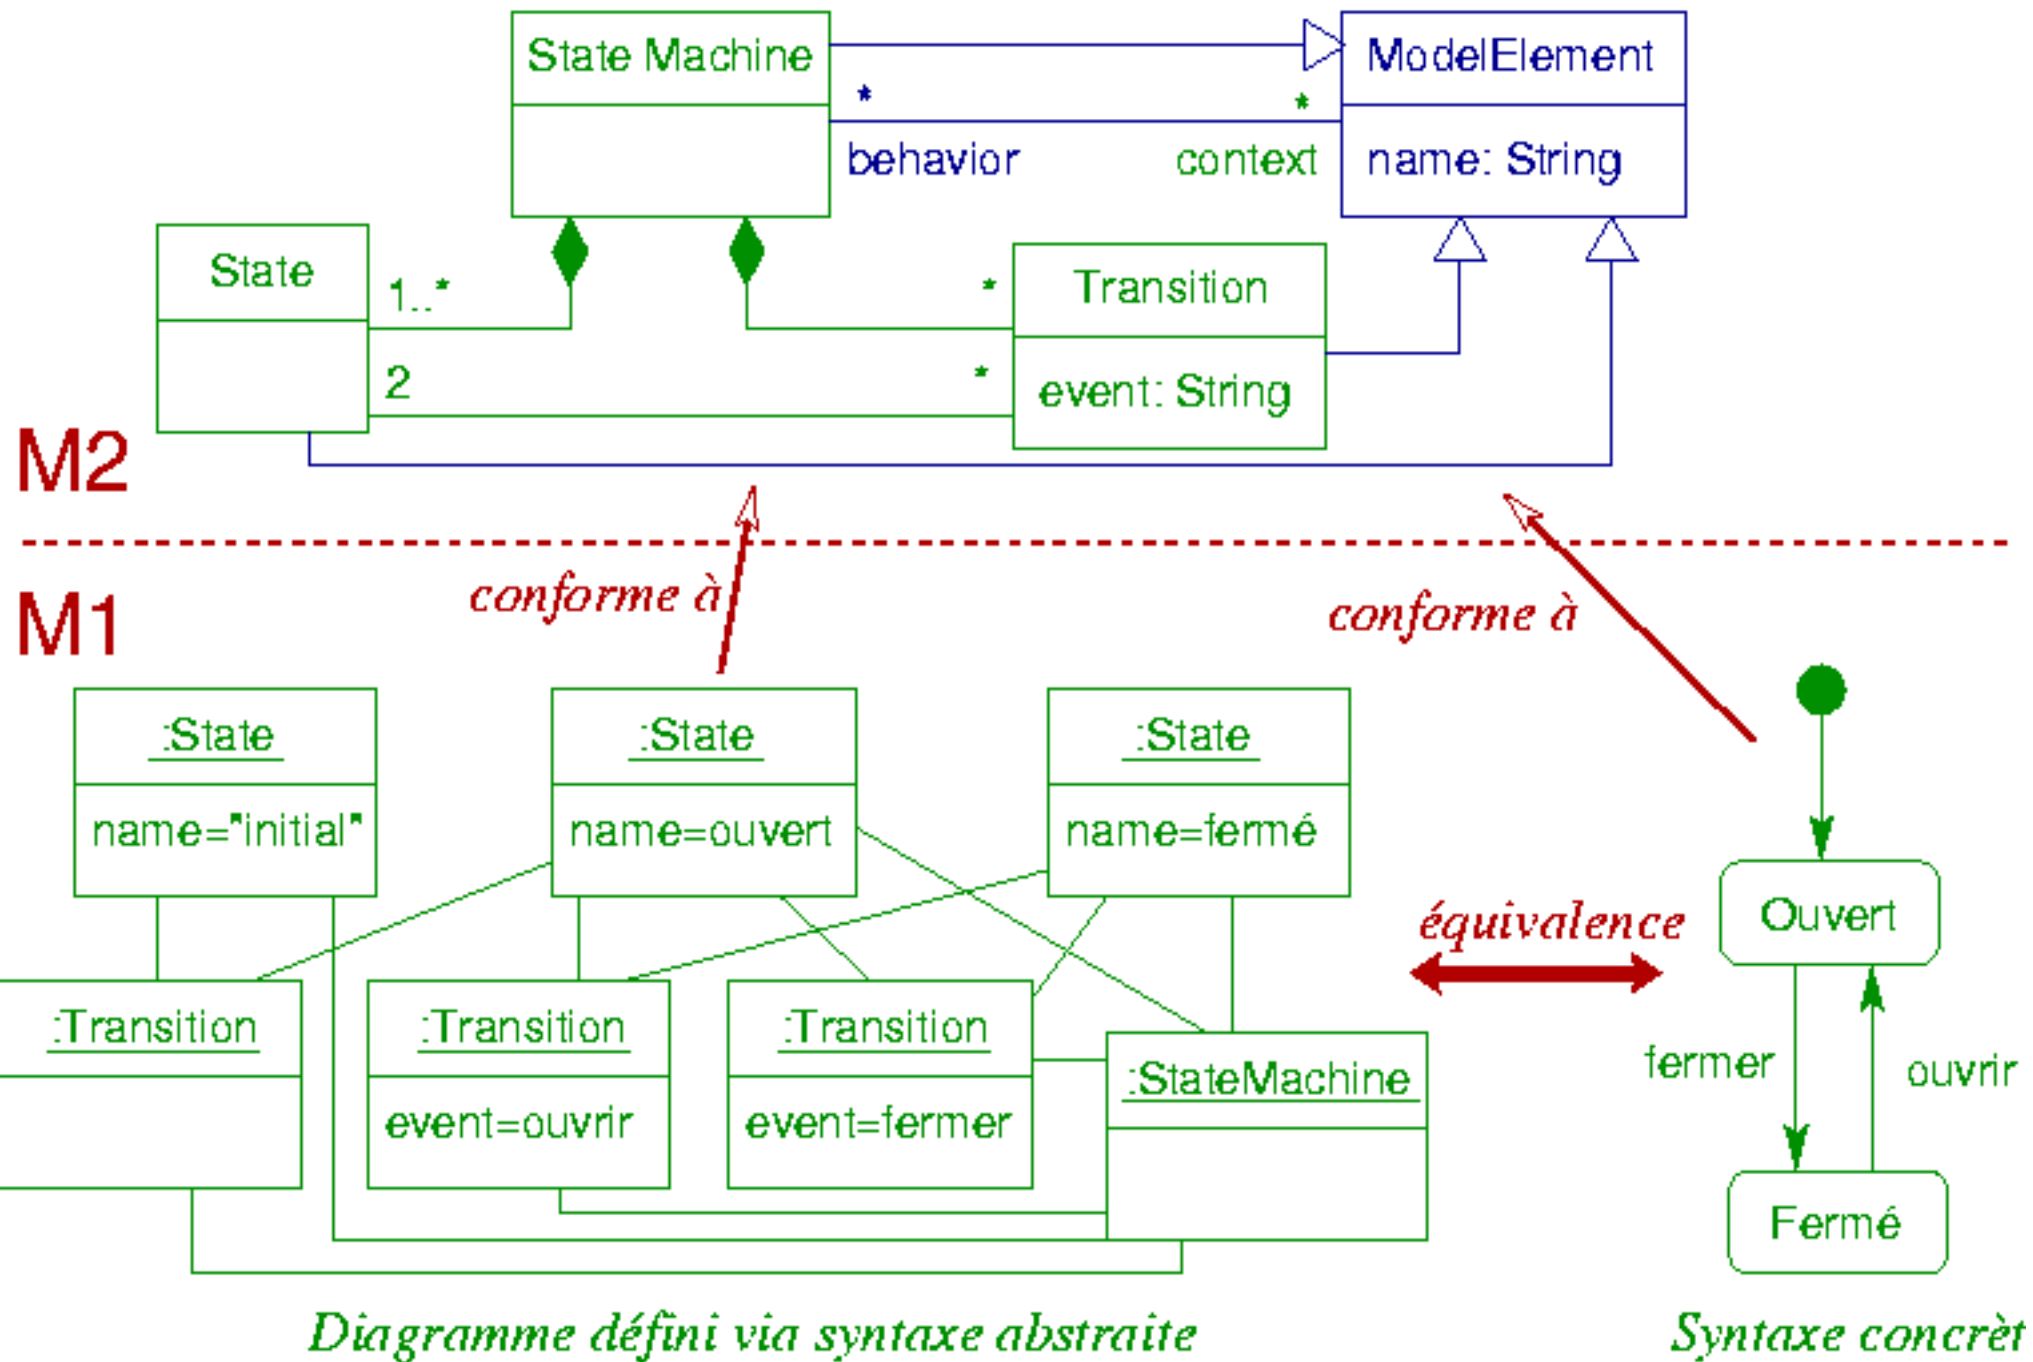 State Machine
ModelElement
*
*
behavior
context
name: String
State
1..*
*
Transition
2
*
event: String
M2
conforme à
conforme à
M1
:State
:State
:State
name="initial"
name=ouvert
name=fermé
équivalence
Ouvert
:Transition
:Transition
:Transition
:StateMachine
fermer
ouvrir
event=ouvrir
event=fermer
Fermé
Diagramme défini via syntaxe abstraite
Syntaxe concrèt